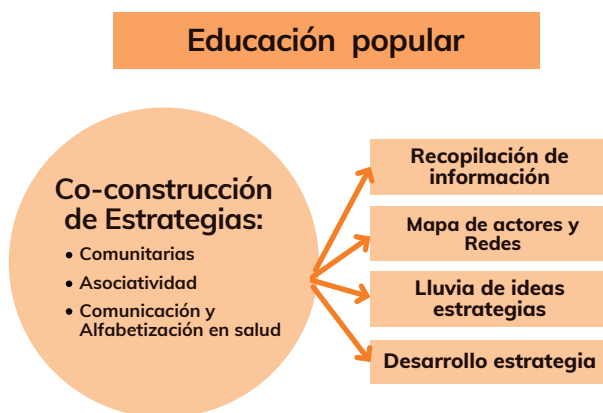 Educación popular
Co-construcción
de Estrategias:
• Comunitarias
• Asociatividad
• Comunicación y
Alfabetización en salud
Recopilación de
información
Mapa de actores y
Redes
Lluvia de ideas
estrategias
Desarrollo estrategia